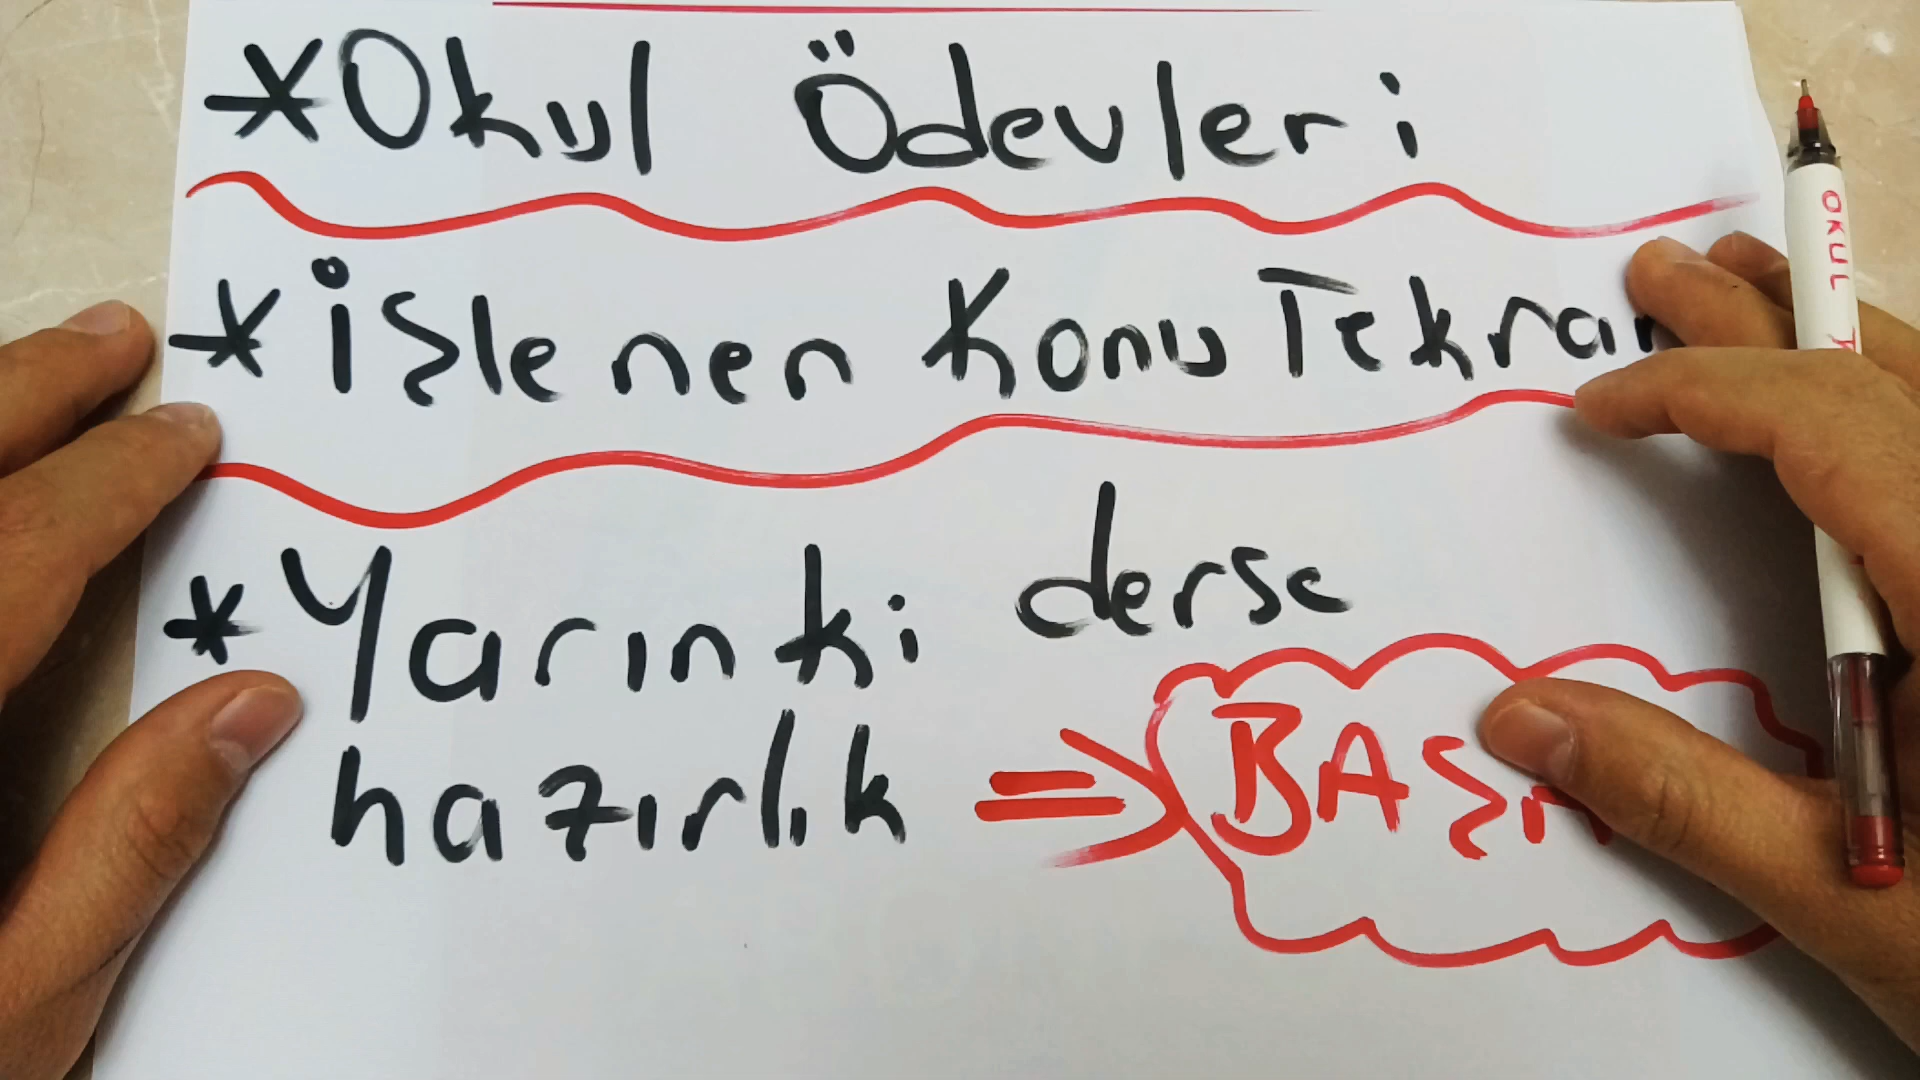 *Okul Ödevleri
*İşlenen Konu Tekrar
*Yarınki derse
hazırlık =>
OKUL